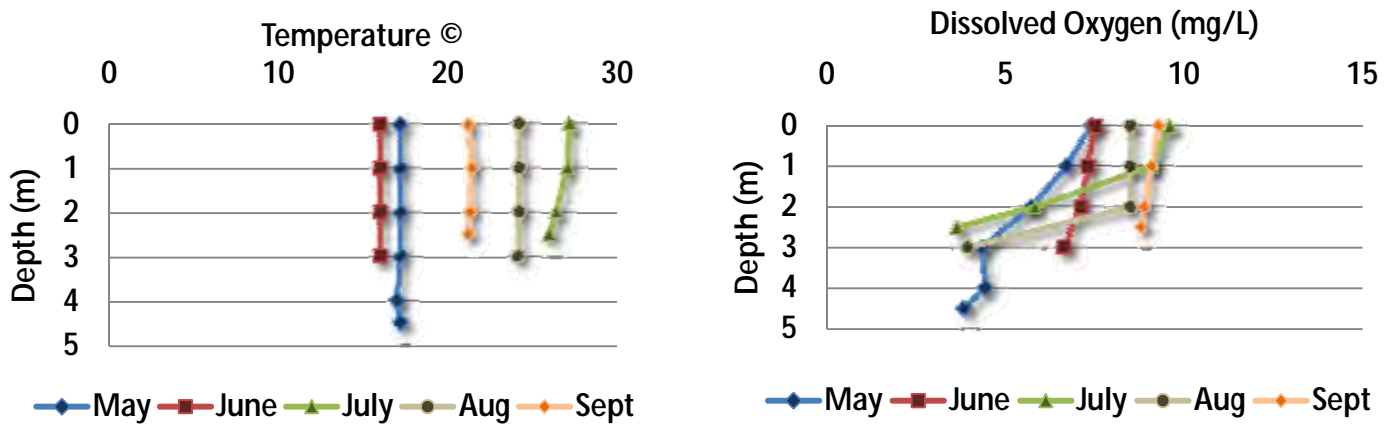 Temperature ©
0 10 20 30
0
1
2
3
4
5
Depth (m)
May June July Aug Sept
Dissolved Oxygen (mg/L)
0 5 10 15
0
1
2
3
4
5
Depth (m)
May June July Aug Sept